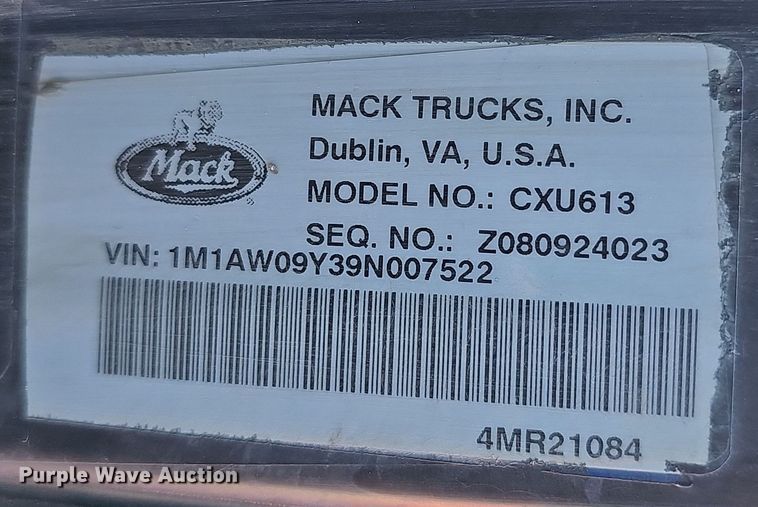 Mack
®
MACK TRUCKS, INC.
Dublin, VA, U.S.A.
MODEL NO.: CXU613
SEQ. NO.: Z080924023
VIN: 1M1AW09Y39N007522
4MR21084
Purple Wave Auction